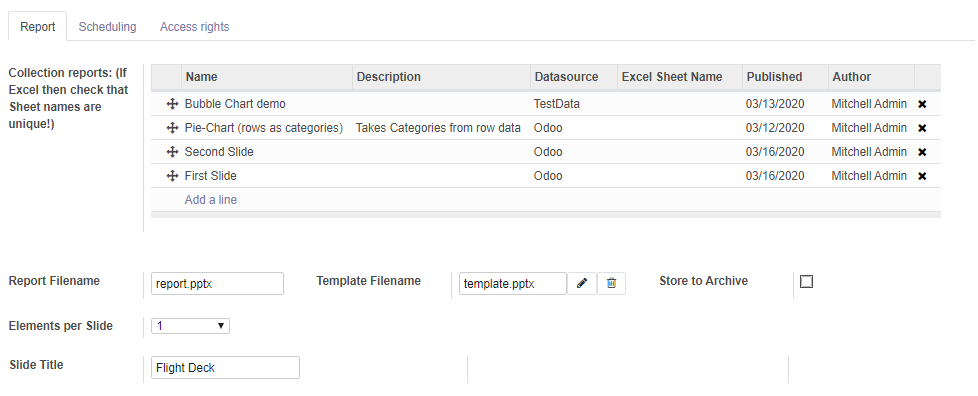 Report Scheduling Access rights
Collection reports: (If
Excel then check that
Sheet names are
unique!)
Name Description Datasource Excel Sheet Name Published Author
Bubble Chart demo TestData 03/13/2020 Mitchell Admin
Pie-Chart (rows as categories) Takes Categories from row data Odoo 03/12/2020 Mitchell Admin
Second Slide Odoo 03/16/2020 Mitchell Admin
First Slide Odoo 03/16/2020 Mitchell Admin
Add a line
Report Filename report.pptx Template Filename template.pptx Store to Archive
Elements per Slide 1
Slide Title Flight Deck